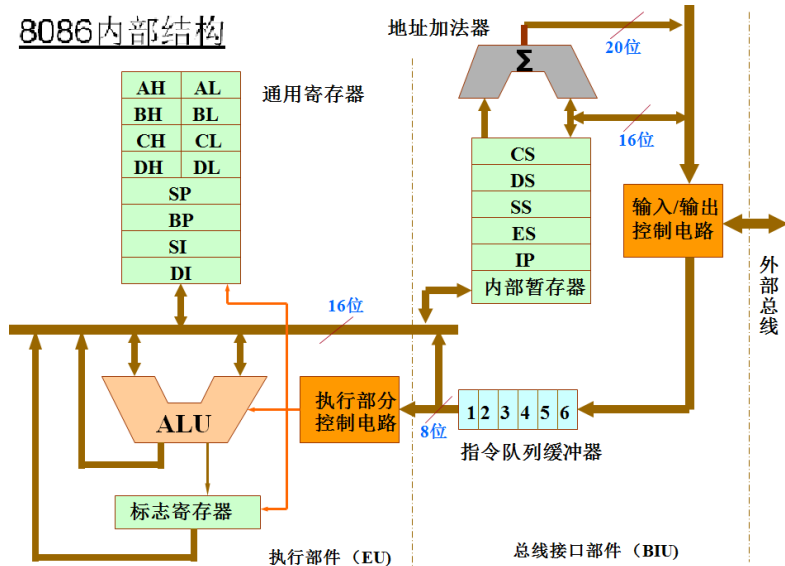 8086内部结构
地址加法器
Σ
20位
16位
AH AL
BH BL
CH CL
DH DL
SP
BP
SI
DI
通用寄存器
CS
DS
SS
ES
IP
内部暂存器
输入/输出
控制电路
外部总线
16位
ALU
执行部分
控制电路
8位
1 2 3 4 5 6
指令队列缓冲器
标志寄存器
执行部件（EU)
总线接口部件（BIU)